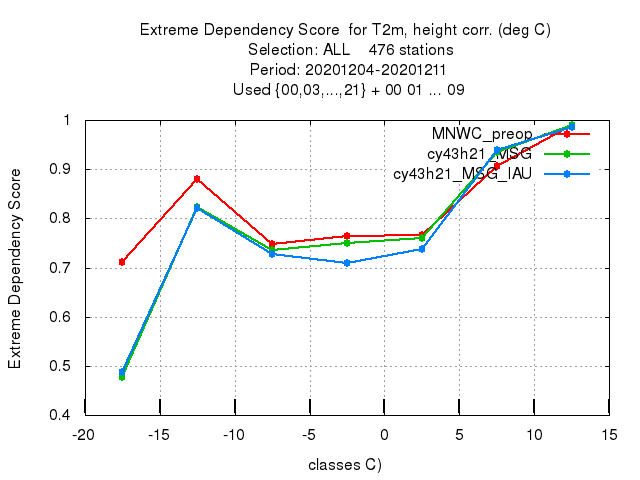 Extreme Dependency Score  for T2m, height corr. (deg C)
Selection: ALL    476 stations
Period: 20201204-20201211
Used {00,03,...,21} + 00 01 ... 09
MNWC_preop
cy43h21_MSG
cy43h21_MSG_IAU
Extreme Dependency Score
1
0.9
0.8
0.7
0.6
0.5
0.4
-20 -15 -10 -5 0 5 10 15
classes C)